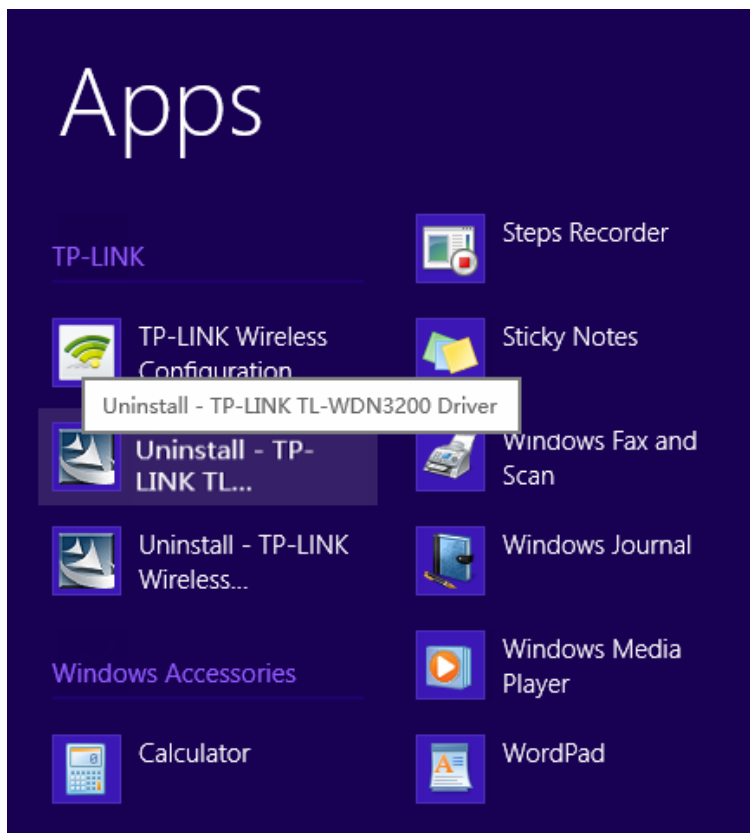 Apps
TP-LINK
TP-LINK Wireless
Configuration
Uninstall - TP-LINK TL-WDN3200 Driver
Uninstall - TP-
LINK TL...
Uninstall - TP-LINK
Wireless...
Windows Accessories
Calculator
Steps Recorder
Sticky Notes
Windows Fax and
Scan
Windows Journal
Windows Media
Player
WordPad